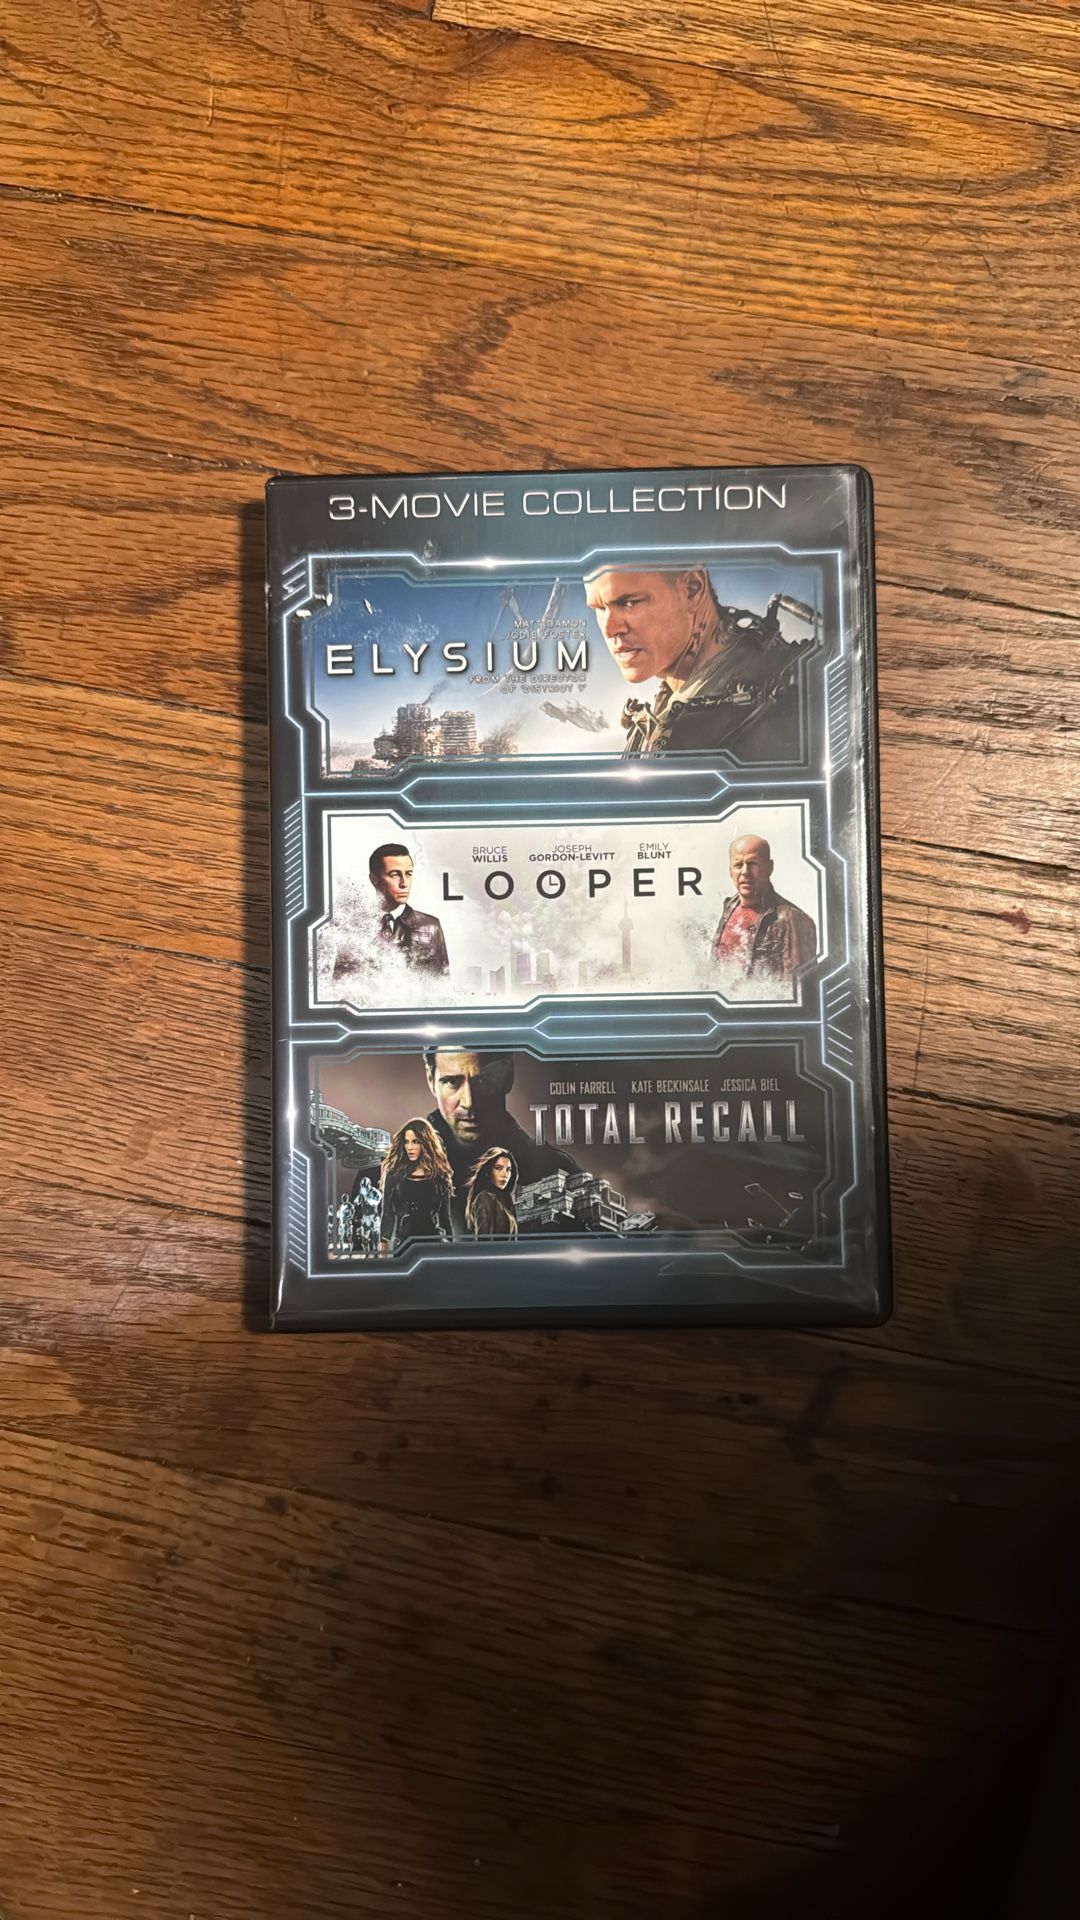 3-MOVIE COLLECTION
MATT DAMON
JODIE FOSTER
ELYSIUM
FROM THE DIRECTOR
OF "DISTRICT 9"
BRUCE WILLIS
JOSEPH GORDON-LEVITT
EMILY BLUNT
LOOPER
COLIN FARRELL KATE BECKINSALE JESSICA BIEL
TOTAL RECALL